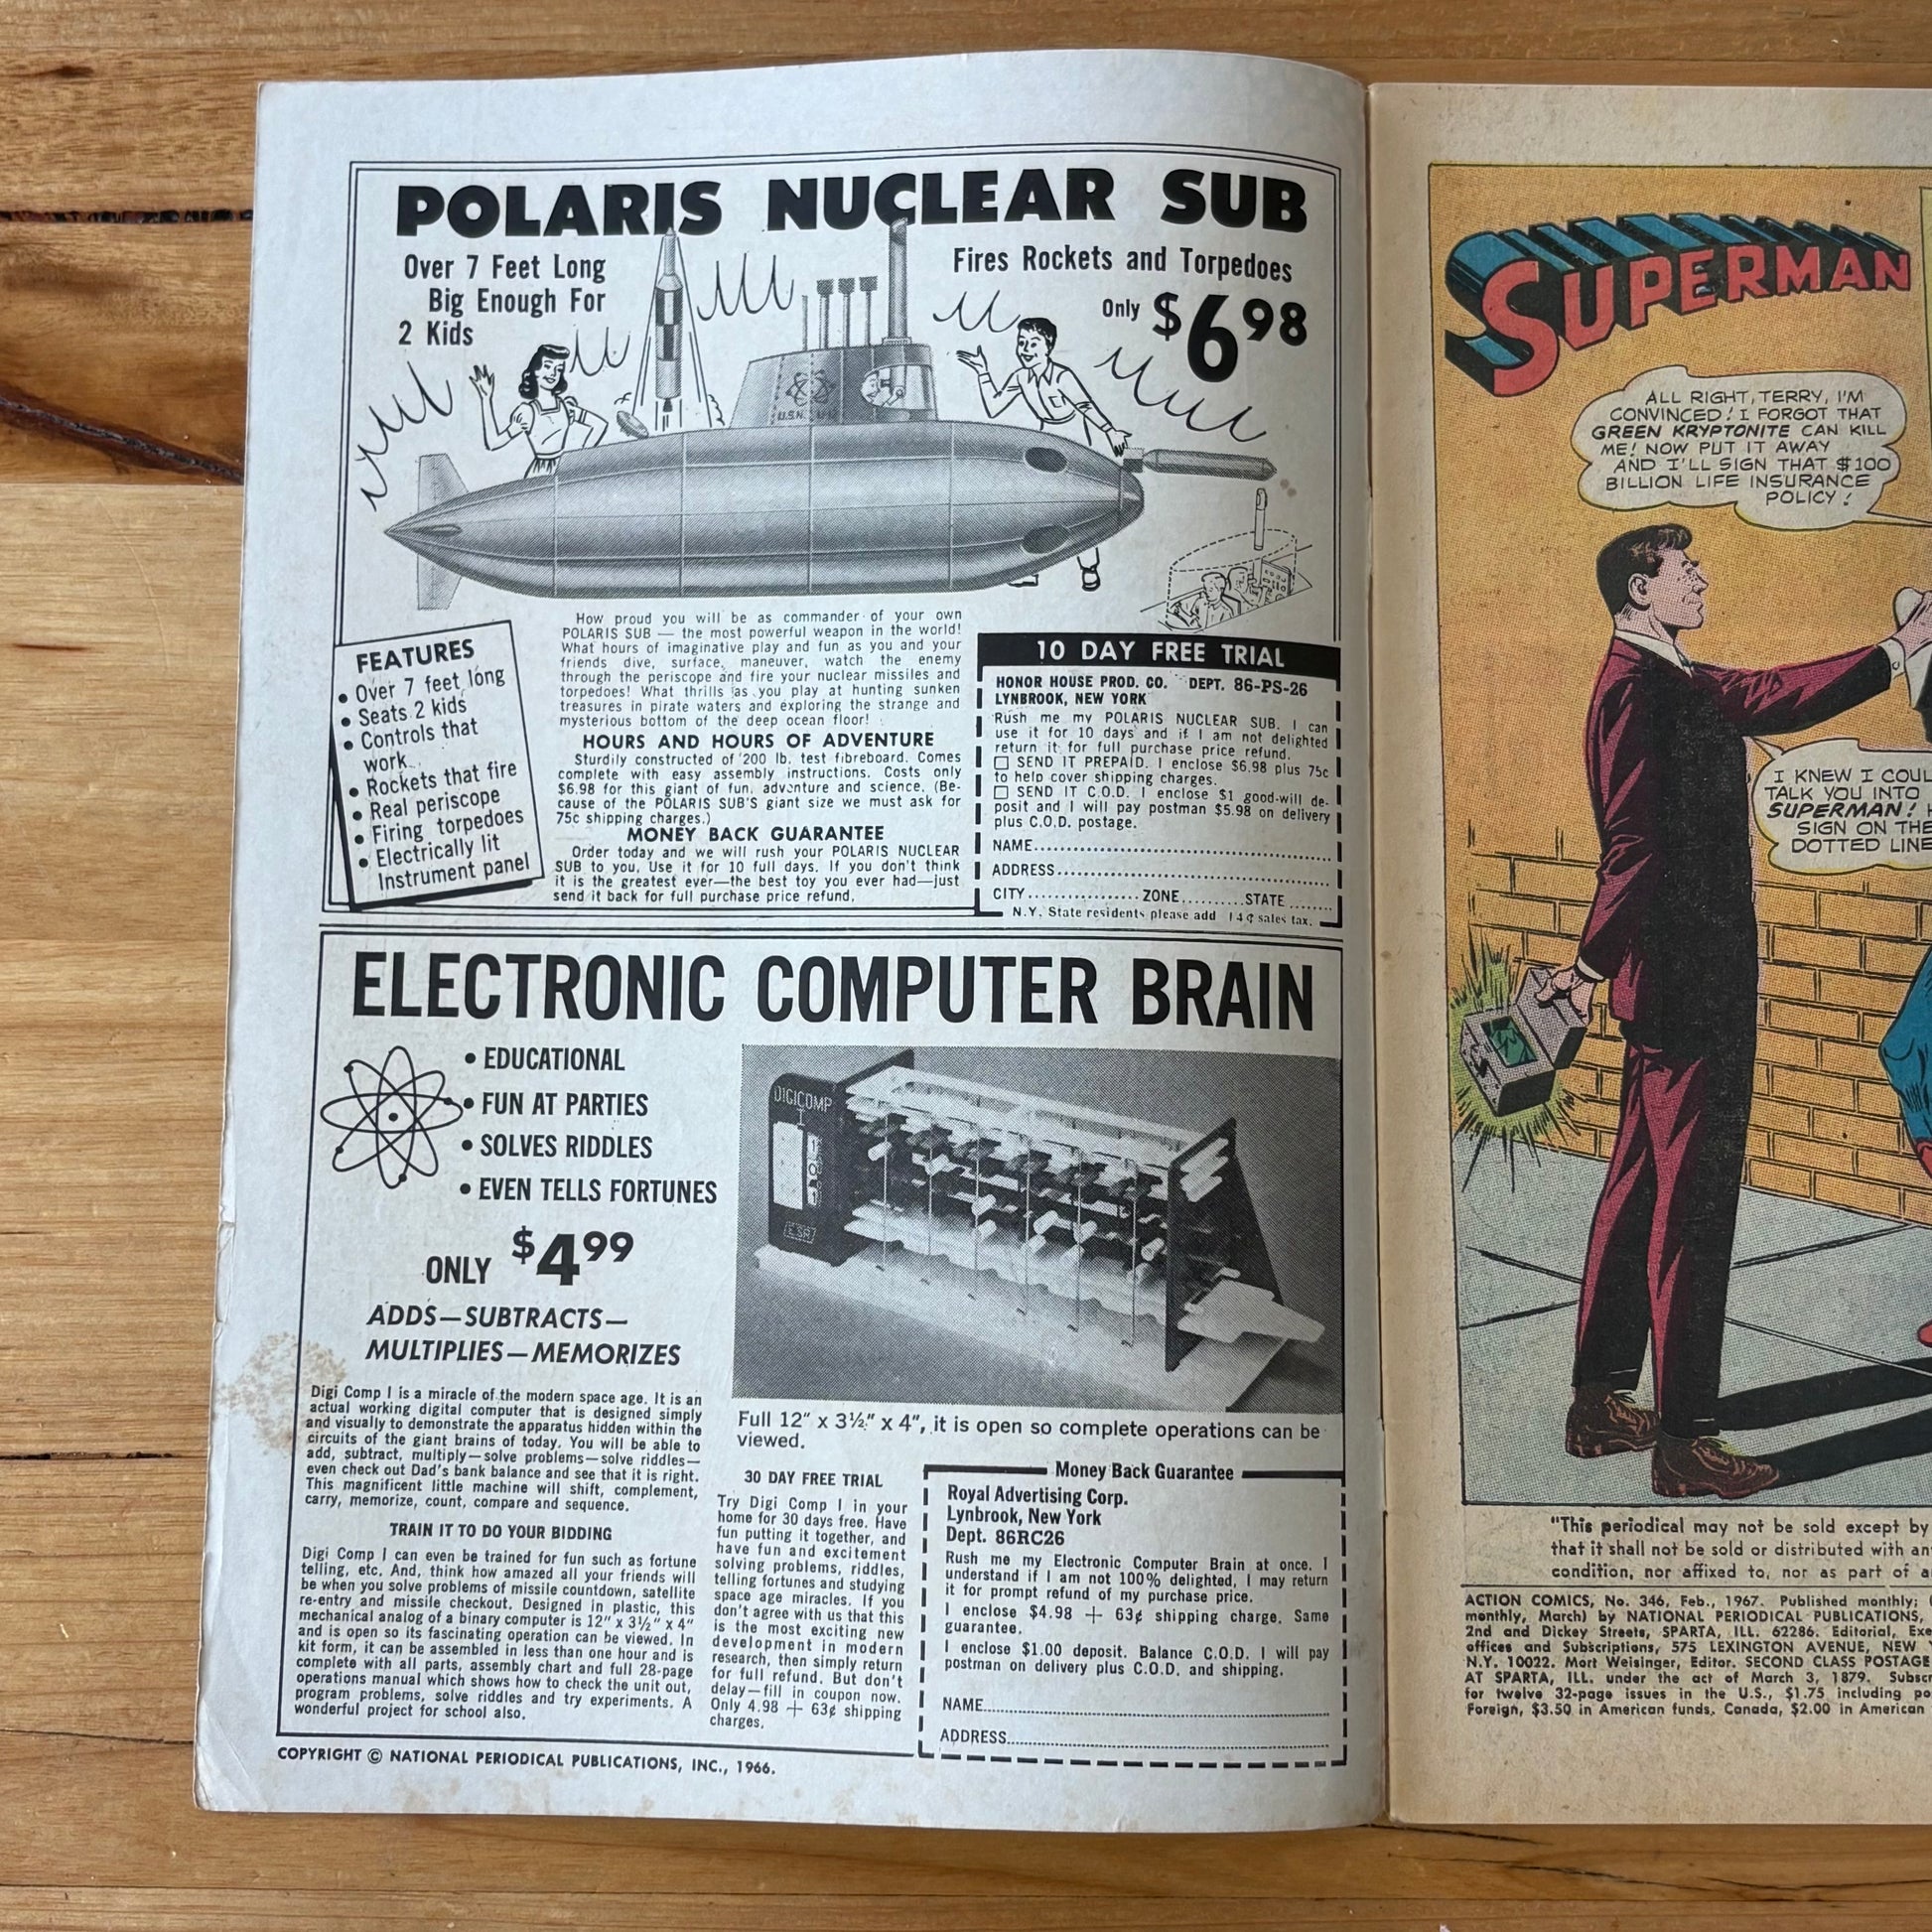 POLARIS NUCLEAR SUB
Over 7 Feet Long
Big Enough For
2 Kids
Fires Rockets and Torpedoes
Only $6.98
U.S.N.
FEATURES
• Over 7 feet long
• Seats 2 kids
• Controls that
work
• Rockets that fire
• Real periscope
• Firing torpedoes
• Electrically lit
Instrument panel
How proud you will be as commander of your own
POLARIS SUB — the most powerful weapon in the world!
What hours of imaginative play and fun as you and your
friends dive, surface, maneuver, watch the enemy
through the periscope and fire your nuclear missiles and
torpedoes! What thrills as you play at hunting sunken
treasures in pirate waters and exploring the strange and
mysterious bottom of the deep ocean floor!
HOURS AND HOURS OF ADVENTURE
Sturdily constructed of 200 lb. test fibreboard. Comes
complete with easy assembly instructions. Costs only
$6.98 for this giant of fun, adventure and science. (Be-
cause of the POLARIS SUB'S giant size we must ask for
75c shipping charges.)
MONEY BACK GUARANTEE
Order today and we will rush your POLARIS NUCLEAR
SUB to you. Use it for 10 full days. If you don't think
it is the greatest ever—the best toy you ever had—just
send it back for full purchase price refund.
10 DAY FREE TRIAL
HONOR HOUSE PROD. CO. DEPT. 86-PS-26
LYNBROOK, NEW YORK
Rush me my POLARIS NUCLEAR SUB. I can
use it for 10 days and if I am not delighted
return it for full purchase price refund.
☐ SEND IT PREPAID. I enclose $6.98 plus 75c
to help cover shipping charges.
☐ SEND IT C.O.D. I enclose $1 good-will de-
posit and I will pay postman $5.98 on delivery
plus C.O.D. postage.
NAME
ADDRESS
CITY ZONE STATE
N.Y. State residents please add 14¢ sales tax.
ELECTRONIC COMPUTER BRAIN
• EDUCATIONAL
• FUN AT PARTIES
• SOLVES RIDDLES
• EVEN TELLS FORTUNES
ONLY $4.99
ADDS—SUBTRACTS—
MULTIPLIES—MEMORIZES
DIGICOMP
I
E.S.R.
Full 12" x 3½" x 4", it is open so complete operations can be
viewed.
Digi Comp I is a miracle of the modern space age. It is an
actual working digital computer that is designed simply
and visually to demonstrate the apparatus hidden within the
circuits of the giant brains of today. You will be able to
add, subtract, multiply—solve problems—solve riddles—
even check out Dad's bank balance and see that it is right.
This magnificent little machine will shift, complement,
carry, memorize, count, compare and sequence.
TRAIN IT TO DO YOUR BIDDING
Digi Comp I can even be trained for fun such as fortune
telling, etc. And, think how amazed all your friends will
be when you solve problems of missile countdown, satellite
re-entry and missile checkout. Designed in plastic, this
mechanical analog of a binary computer is 12" x 3½" x 4"
and is open so its fascinating operation can be viewed. In
kit form, it can be assembled in less than one hour and is
complete with all parts, assembly chart and full 28-page
operations manual which shows how to check the unit out,
program problems, solve riddles and try experiments. A
wonderful project for school also.
30 DAY FREE TRIAL
Try Digi Comp I in your
home for 30 days free. Have
fun putting it together, and
have fun and excitement
solving problems, riddles,
telling fortunes and studying
space age miracles. If you
don't agree with us that this
is the most exciting new
development in modern
research, then simply return
for full refund. But don't
delay—fill in coupon now.
Only 4.98 + 63¢ shipping
charges.
Money Back Guarantee
Royal Advertising Corp.
Lynbrook, New York
Dept. 86RC26
Rush me my Electronic Computer Brain at once. I
understand if I am not 100% delighted, I may return
it for prompt refund of my purchase price.
I enclose $4.98 + 63¢ shipping charge. Same
guarantee.
I enclose $1.00 deposit. Balance C.O.D. I will pay
postman on delivery plus C.O.D. and shipping.
NAME
ADDRESS
COPYRIGHT © NATIONAL PERIODICAL PUBLICATIONS, INC., 1966.
SUPERMAN
ALL RIGHT, TERRY, I'M
CONVINCED! I FORGOT THAT
GREEN KRYPTONITE CAN KILL
ME! NOW PUT IT AWAY
AND I'LL SIGN THAT $100
BILLION LIFE INSURANCE
POLICY!
I KNEW I COUL
TALK YOU INTO
SUPERMAN!
SIGN ON THE
DOTTED LINE
"This periodical may not be sold except by
that it shall not be sold or distributed with an
condition, nor affixed to, nor as part of a
ACTION COMICS, No. 346, Feb., 1967. Published monthly;
monthly, March) by NATIONAL PERIODICAL PUBLICATIONS,
2nd and Dickey Streets, SPARTA, ILL. 62286. Editorial, Exe
offices and Subscriptions, 575 LEXINGTON AVENUE, NEW
N.Y. 10022. Mort Weisinger, Editor. SECOND CLASS POSTAGE
AT SPARTA, ILL. under the act of March 3, 1879. Subscr
for twelve 32-page issues in the U.S., $1.75 including po
Foreign, $3.50 in American funds. Canada, $2.00 in American